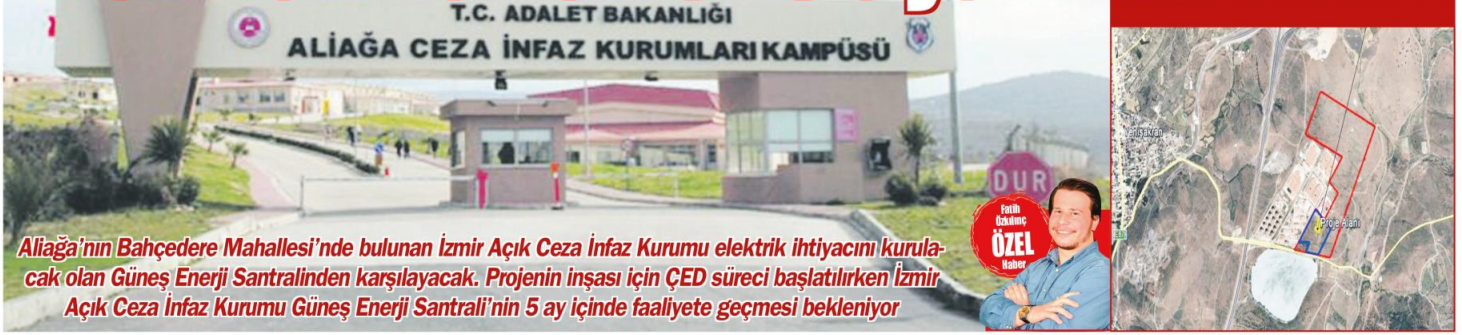 T.C. ADALET BAKANLIĞI
ALİAĞA CEZA İNFAZ KURUMLARI KAMPÜSÜ
DUR
Fatih
Özkılınç
ÖZEL
Haber
Aliağa’nın Bahçedere Mahallesi’nde bulunan İzmir Açık Ceza İnfaz Kurumu elektrik ihtiyacını kurula-
cak olan Güneş Enerji Santralinden karşılayacak. Projenin inşası için ÇED süreci başlatılırken İzmir
Açık Ceza İnfaz Kurumu Güneş Enerji Santrali’nin 5 ay içinde faaliyete geçmesi bekleniyor
Yenişakran
Proje Alanı